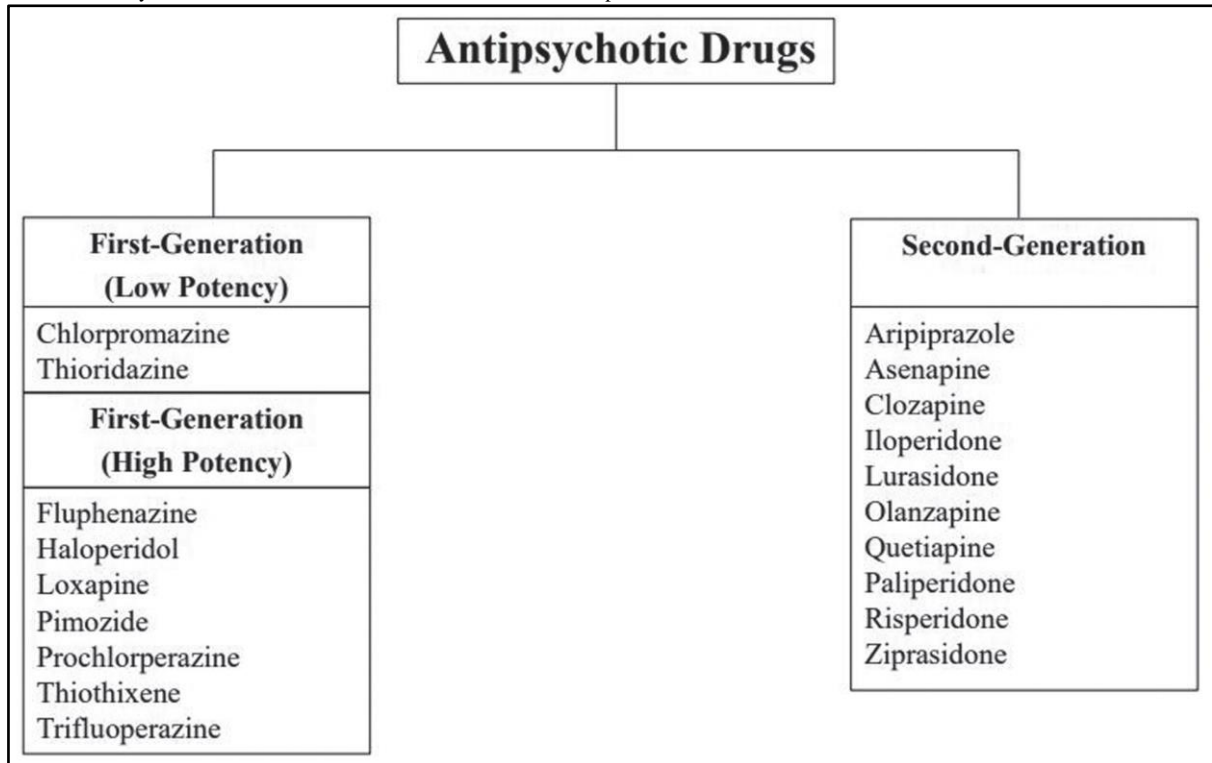 Antipsychotic Drugs
First-Generation
(Low Potency)
Chlorpromazine
Thioridazine
First-Generation
(High Potency)
Fluphenazine
Haloperidol
Loxapine
Pimozide
Prochlorperazine
Thiothixene
Trifluoperazine
Second-Generation
Aripiprazole
Asenapine
Clozapine
Iloperidone
Lurasidone
Olanzapine
Quetiapine
Paliperidone
Risperidone
Ziprasidone